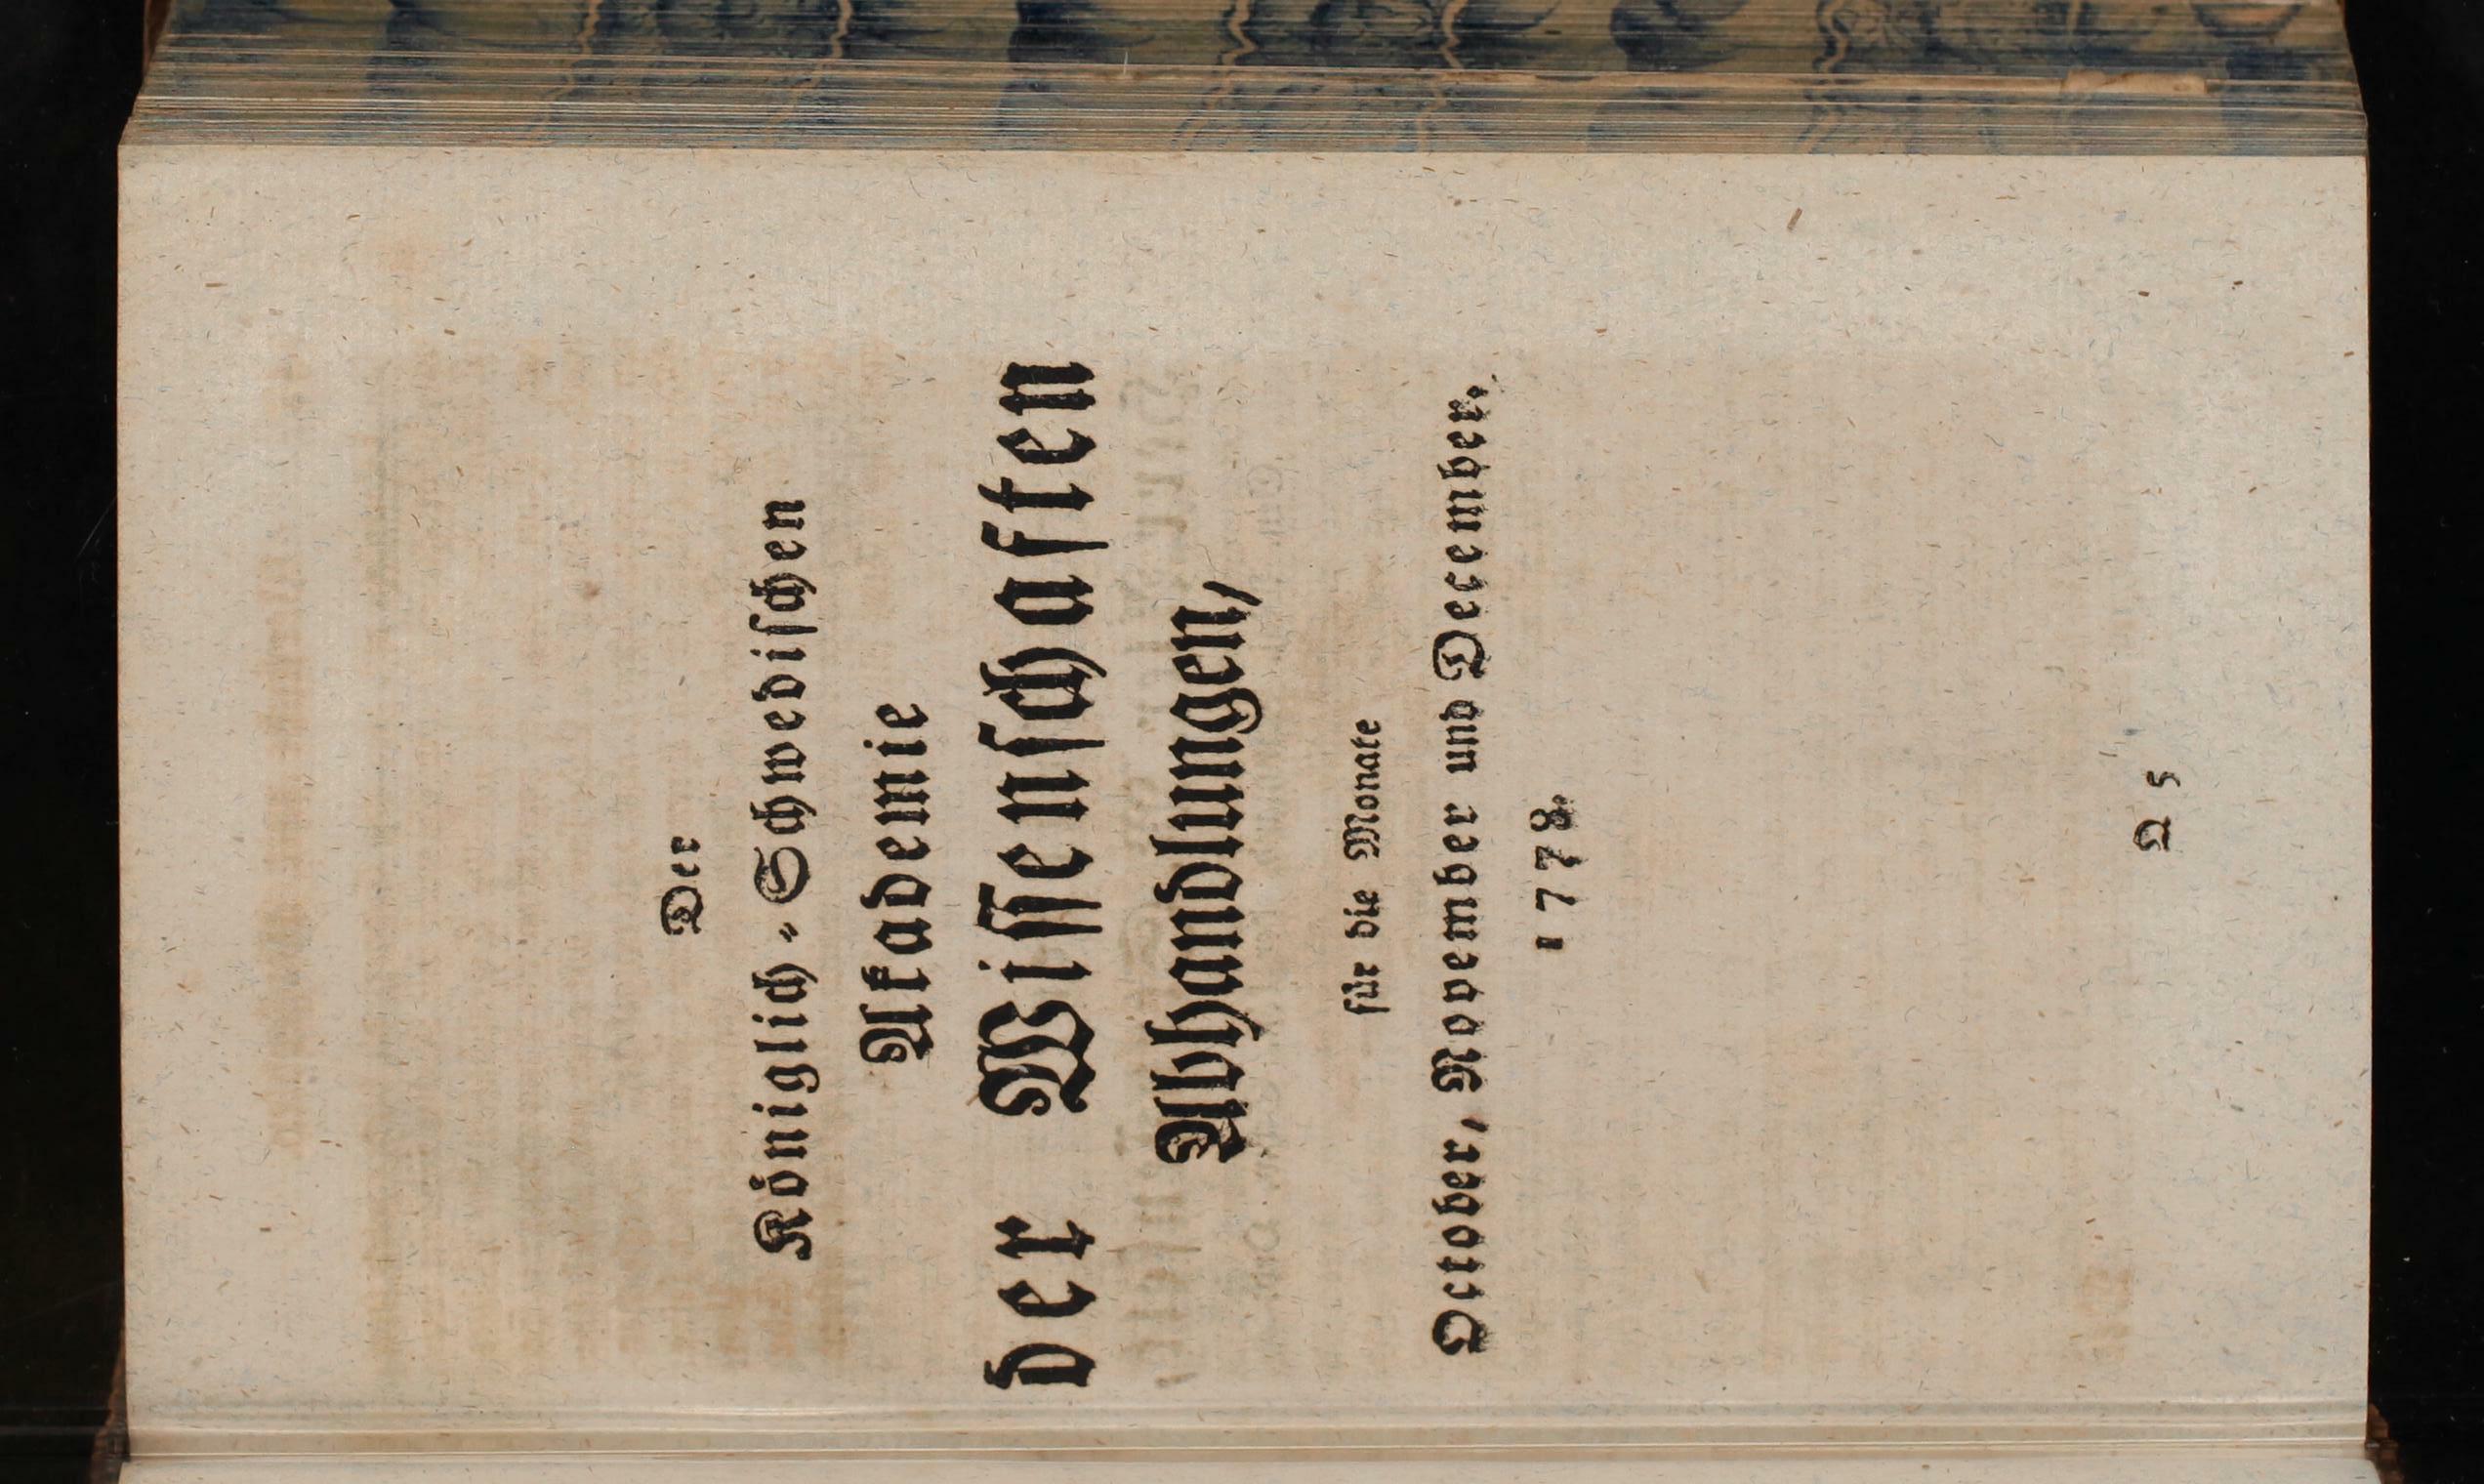 Der
Königlich-Schwedischen
Akademie
der Wissenschaften
Abhandlungen,
für die Monate
October, November und December.
1778.
Q 5